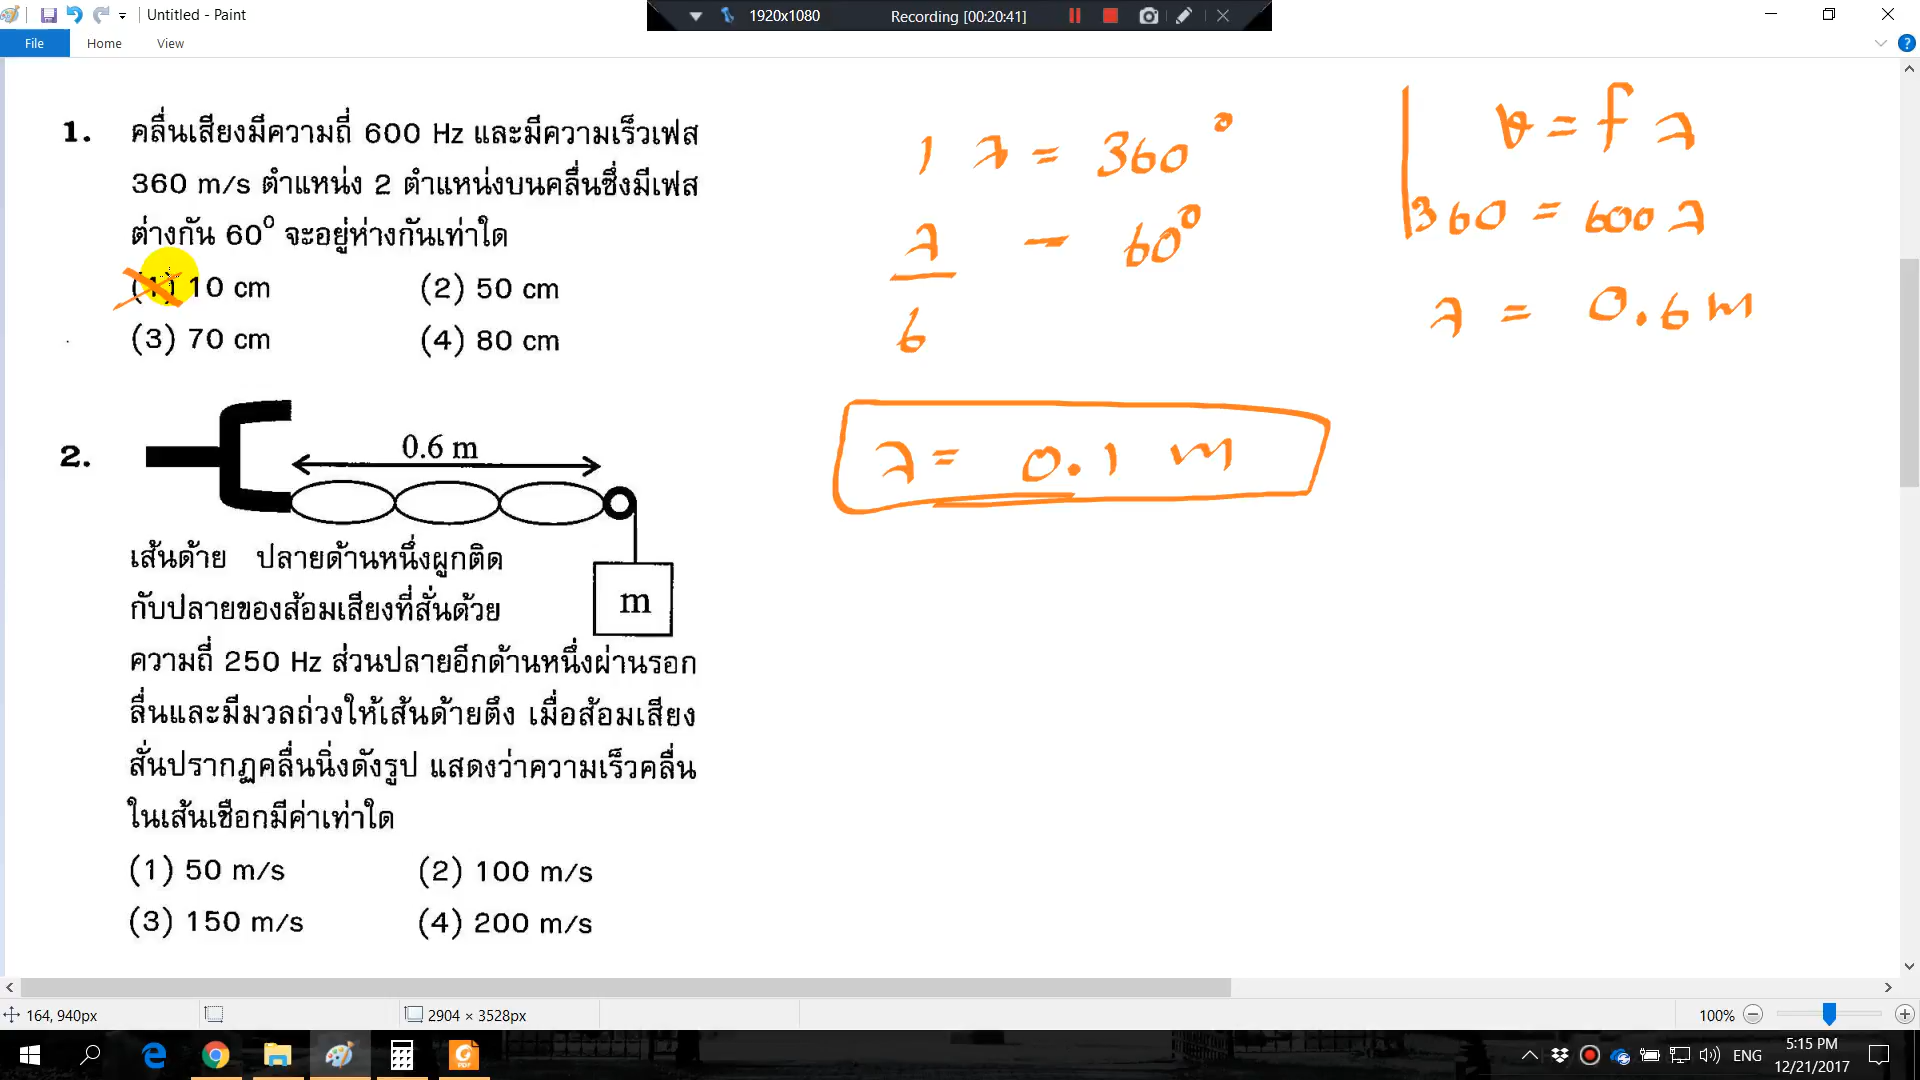 Untitled - Paint
1920x1080
Recording [00:20:41]
File
Home
View
1.
คลื่นเสียงมีความถี่ 600 Hz และมีความเร็วเฟส
360 m/s ตำแหน่ง 2 ตำแหน่งบนคลื่นซึ่งมีเฟส
ต่างกัน 60⁰ จะอยู่ห่างกันเท่าใด
(1) 10 cm
(2) 50 cm
(3) 70 cm
(4) 80 cm
1 λ = 360°
λ/6 - 60°
λ = 0.1 m
v = f λ
360 = 600 λ
λ = 0.6 m
2.
0.6 m
m
เส้นด้าย ปลายด้านหนึ่งผูกติด
กับปลายของส้อมเสียงที่สั่นด้วย
ความถี่ 250 Hz ส่วนปลายอีกด้านหนึ่งผ่านรอก
ลื่นและมีมวลถ่วงให้เส้นด้ายตึง เมื่อส้อมเสียง
สั่นปรากฏคลื่นนิ่งดังรูป แสดงว่าความเร็วคลื่น
ในเส้นเชือกมีค่าเท่าใด
(1) 50 m/s
(2) 100 m/s
(3) 150 m/s
(4) 200 m/s
164, 940px
2904 × 3528px
100%
ENG
5:15 PM
12/21/2017